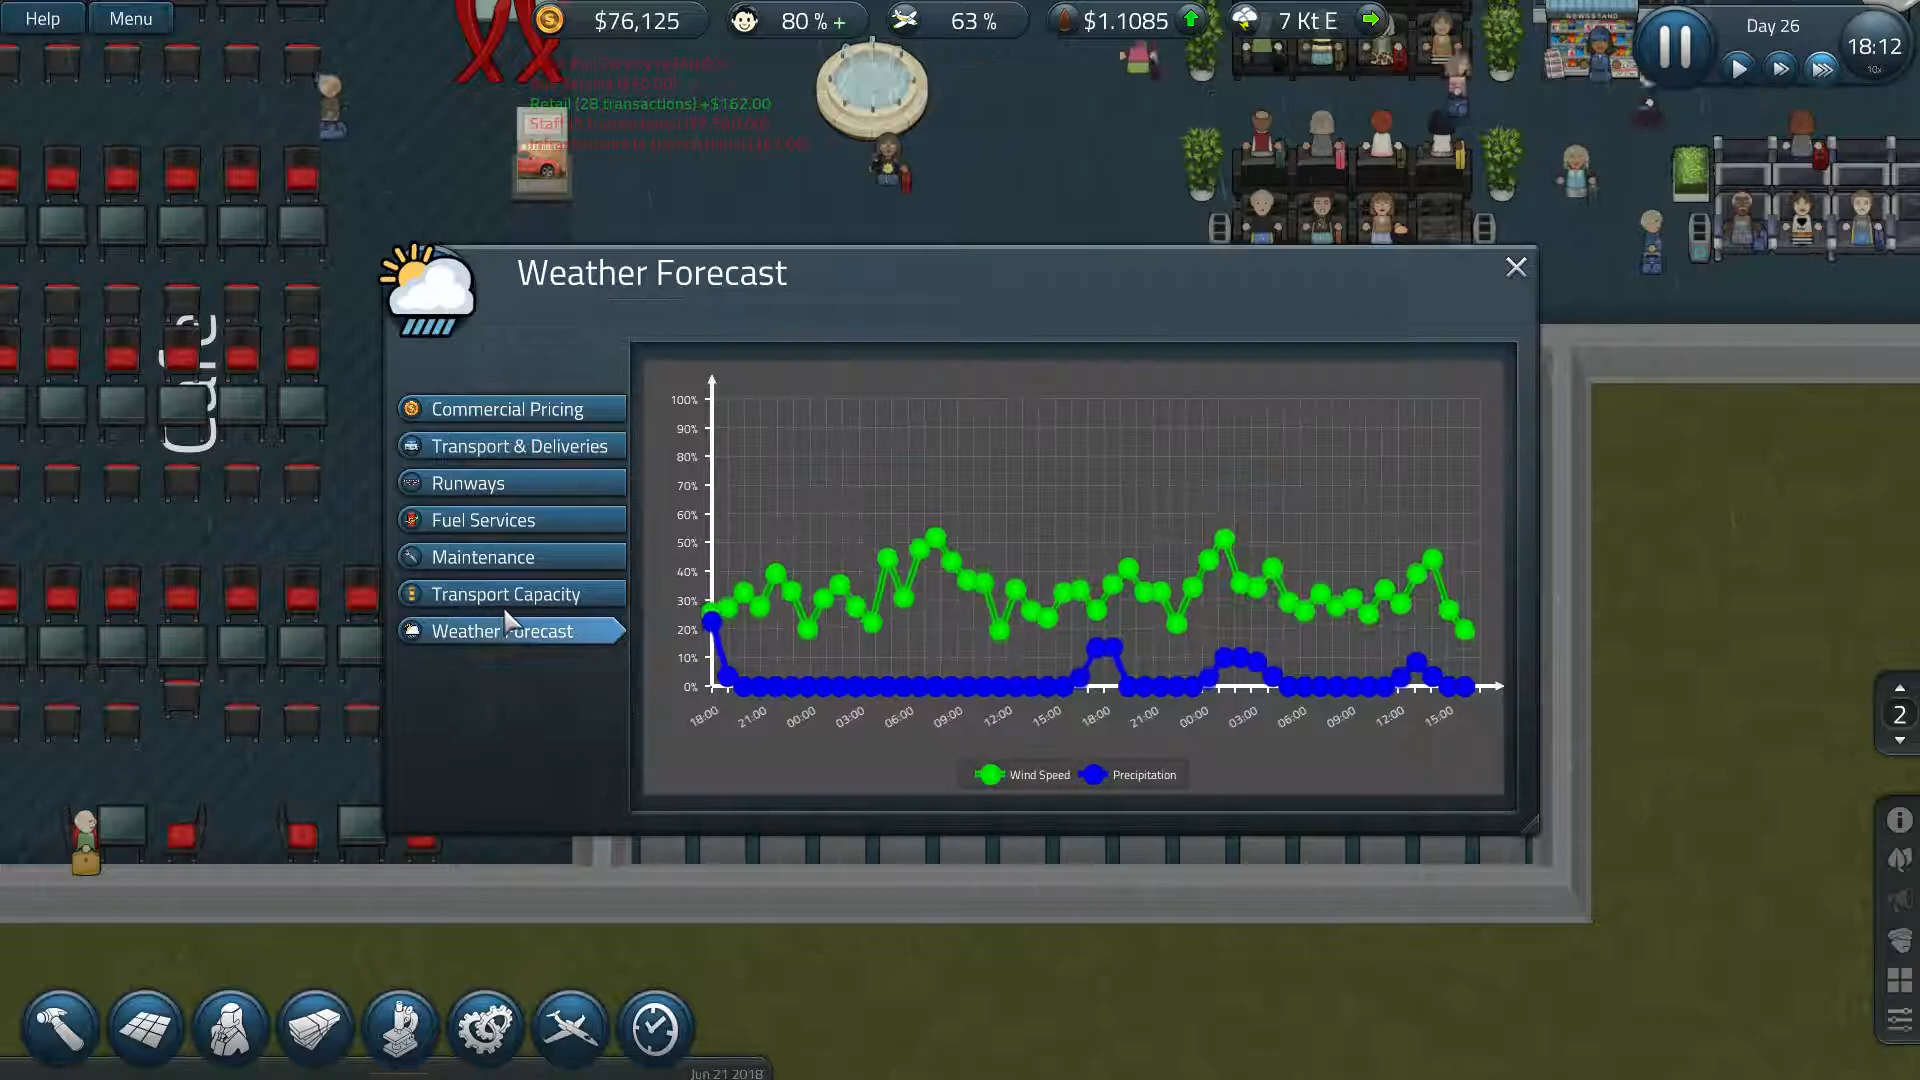 Help
Menu
$76,125
80 % +
63 %
$1.1085
7 Kt E
Day 26
18:12
10x
NEWSSTAND
Retail (28 transactions) +$162.00
Weather Forecast
Commercial Pricing
Transport & Deliveries
Runways
Fuel Services
Maintenance
Transport Capacity
Weather Forecast
100%
90%
80%
70%
60%
50%
40%
30%
20%
10%
0%
18:00 21:00 00:00 03:00 06:00 09:00 12:00 15:00 18:00 21:00 00:00 03:00 06:00 09:00 12:00 15:00
Wind Speed Precipitation
Cafe
2
Jun 21 2018